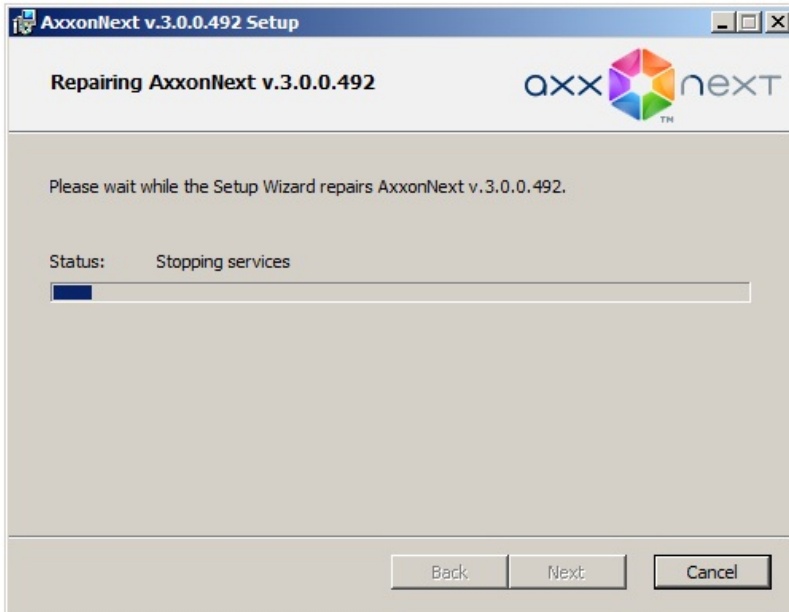 AxxonNext v.3.0.0.492 Setup
Repairing AxxonNext v.3.0.0.492
axx next
TM
Please wait while the Setup Wizard repairs AxxonNext v.3.0.0.492.
Status: Stopping services
Back Next Cancel